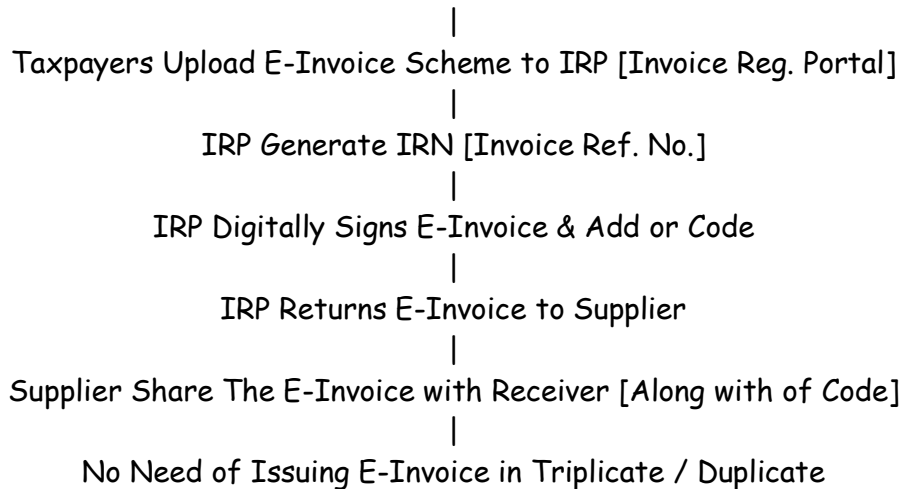 Taxpayers Upload E-Invoice Scheme to IRP [Invoice Reg. Portal]
IRP Generate IRN [Invoice Ref. No.]
IRP Digitally Signs E-Invoice & Add or Code
IRP Returns E-Invoice to Supplier
Supplier Share The E-Invoice with Receiver [Along with of Code]
No Need of Issuing E-Invoice in Triplicate / Duplicate